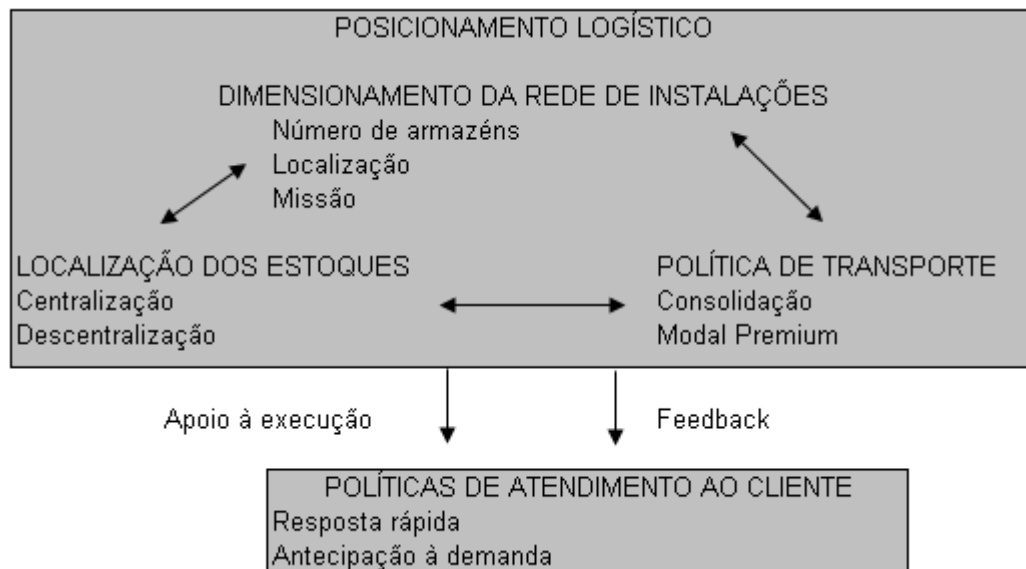 POSICIONAMENTO LOGÍSTICO
DIMENSIONAMENTO DA REDE DE INSTALAÇÕES
Número de armazéns
Localização
Missão
LOCALIZAÇÃO DOS ESTOQUES
Centralização
Descentralização
POLÍTICA DE TRANSPORTE
Consolidação
Modal Premium
Apoio à execução
Feedback
POLÍTICAS DE ATENDIMENTO AO CLIENTE
Resposta rápida
Antecipação à demanda